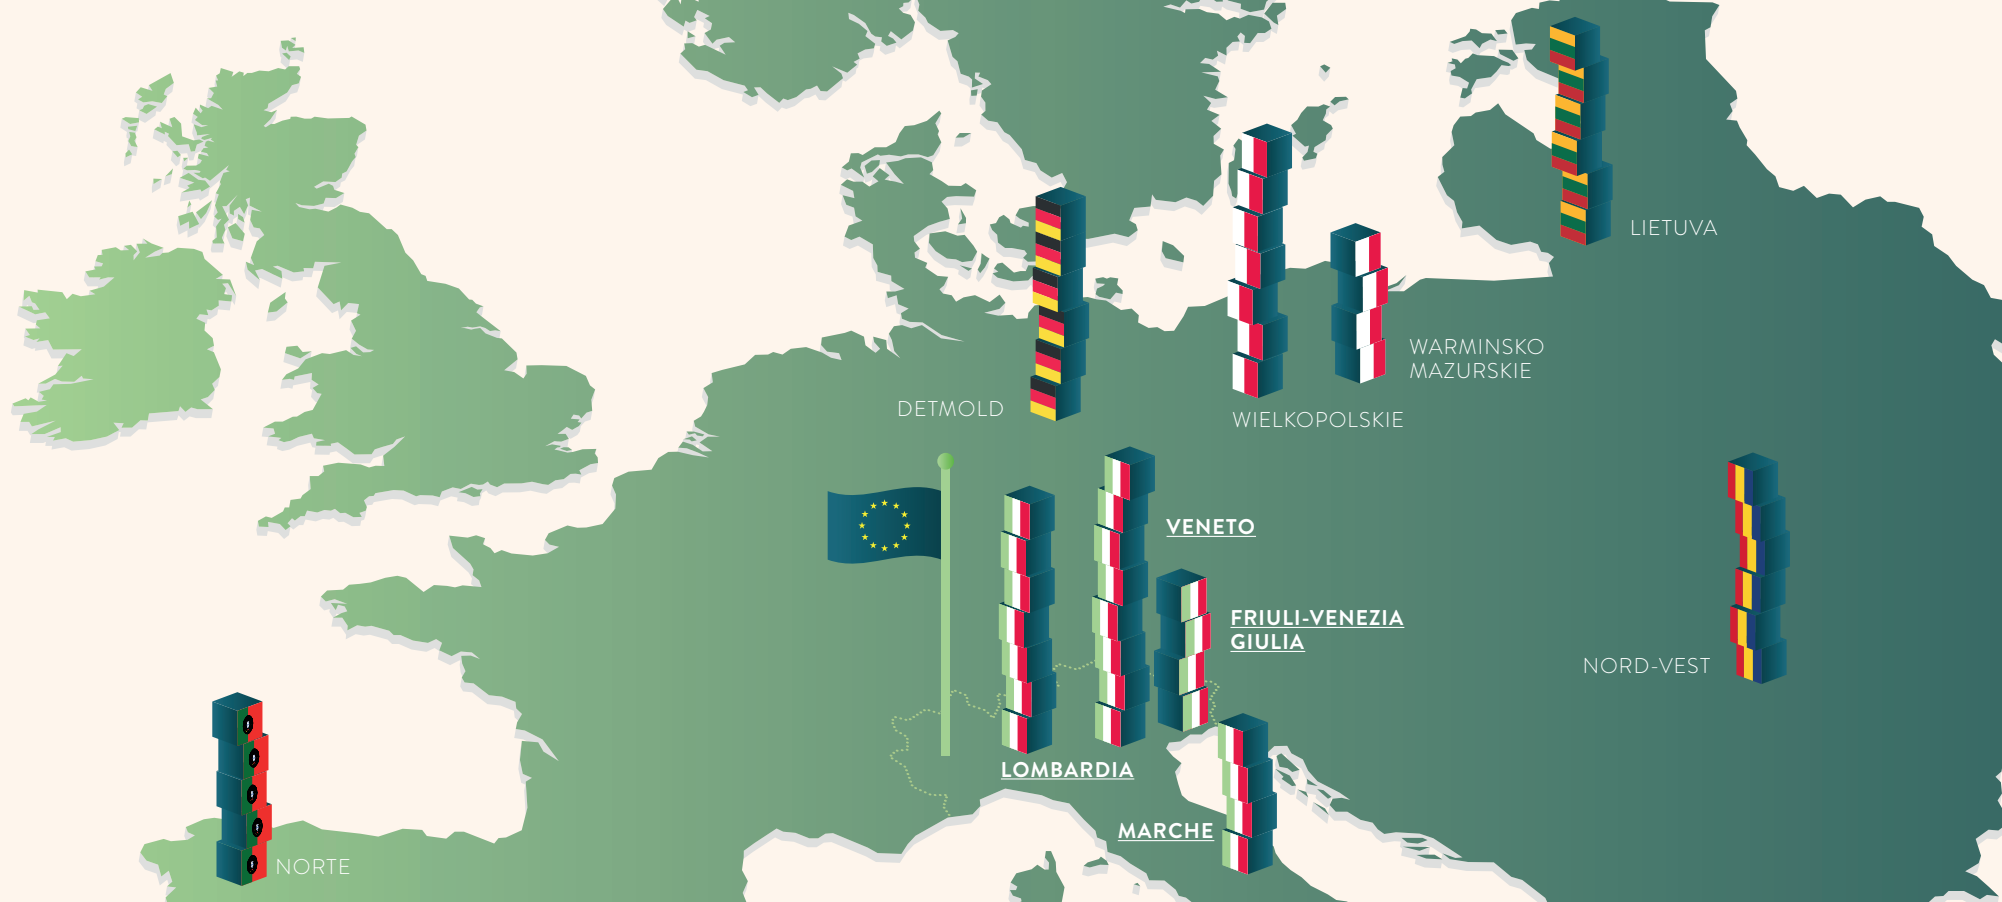 LIETUVA
WARMINSKO
MAZURSKIE
DETMOLD
WIELKOPOLSKIE
VENETO
FRIULI-VENEZIA
GIULIA
NORD-VEST
LOMBARDIA
MARCHE
NORTE